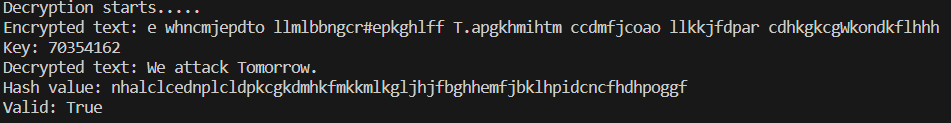 Decryption starts.....
Encrypted text: e whncmjepdto llmlbbngcr#epkghlff T.apgkhmihtm ccdmfjcoao llkkjfdpar cdhkgkcgWkondkflhhh
Key: 70354162
Decrypted text: We attack Tomorrow.
Hash value: nhalclcednplcldpkcgkdmhkfmkkmlkgljhjfbghhemfjbklhpidcncfhdhpoggf
Valid: True